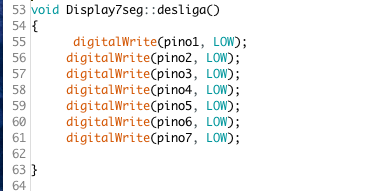 53 void Display7seg::desliga()
54 {
55 digitalWrite(pino1, LOW);
56 digitalWrite(pino2, LOW);
57 digitalWrite(pino3, LOW);
58 digitalWrite(pino4, LOW);
59 digitalWrite(pino5, LOW);
60 digitalWrite(pino6, LOW);
61 digitalWrite(pino7, LOW);
62
63 }
64